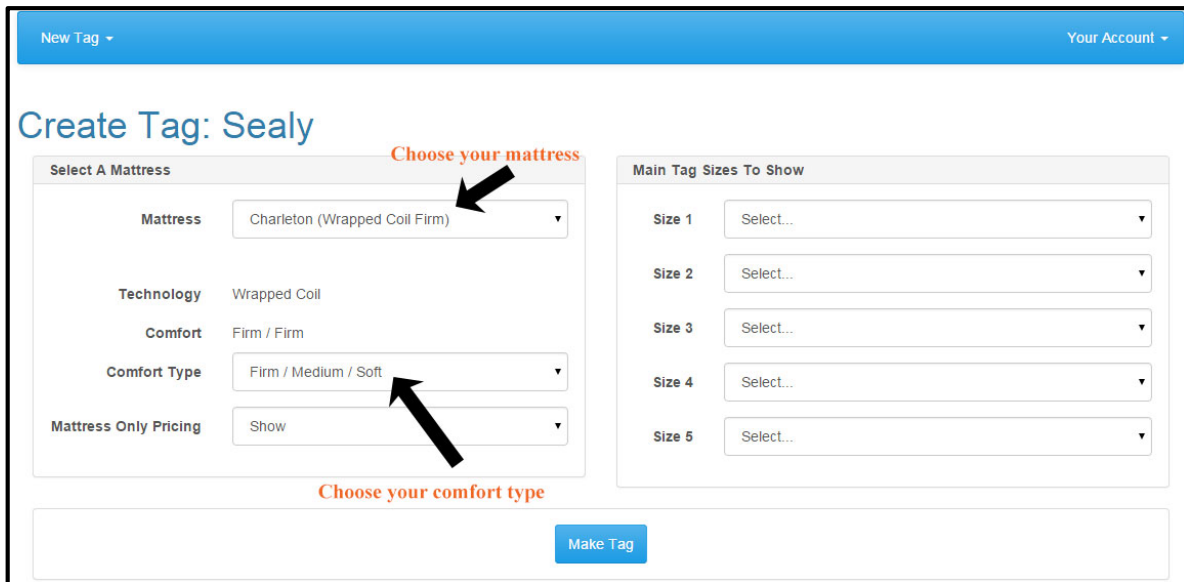 New Tag
Your Account
Create Tag: Sealy
Choose your mattress
Select A Mattress
Mattress Charleton (Wrapped Coil Firm)
Technology Wrapped Coil
Comfort Firm / Firm
Comfort Type Firm / Medium / Soft
Mattress Only Pricing Show
Choose your comfort type
Main Tag Sizes To Show
Size 1 Select...
Size 2 Select...
Size 3 Select...
Size 4 Select...
Size 5 Select...
Make Tag